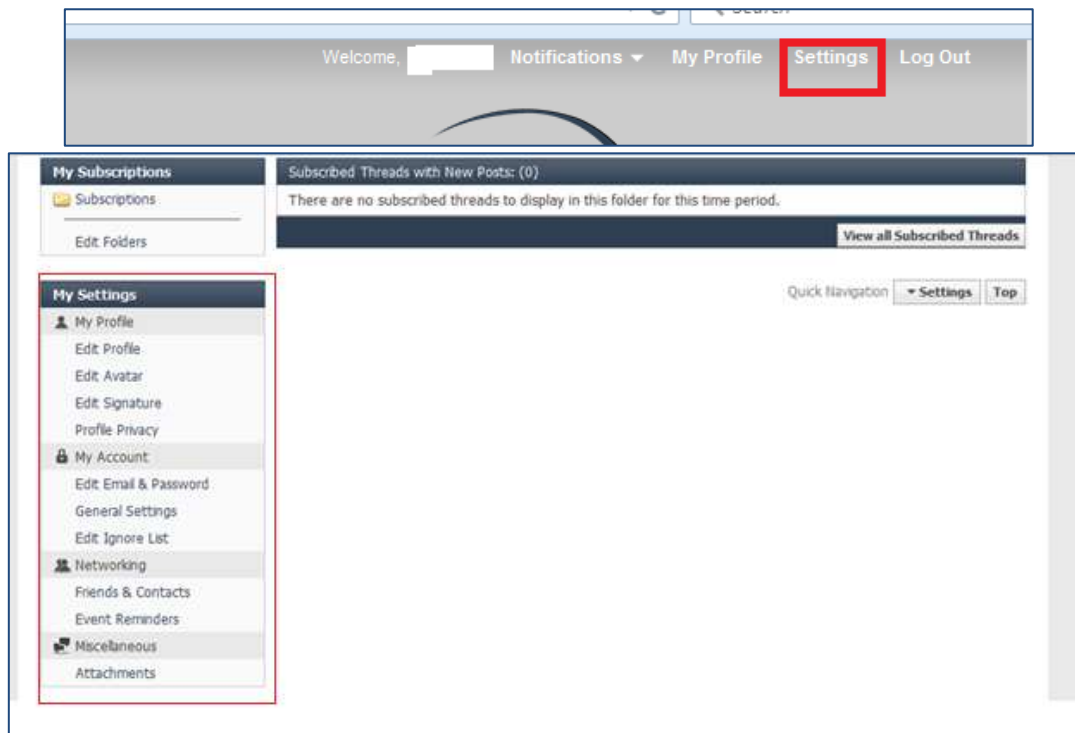 Welcome, Notifications My Profile Settings Log Out
My Subscriptions
Subscriptions
Edit Folders
Subscribed Threads with New Posts: (0)
There are no subscribed threads to display in this folder for this time period.
View all Subscribed Threads
Quick Navigation Settings Top
My Settings
My Profile
Edit Profile
Edit Avatar
Edit Signature
Profile Privacy
My Account
Edit Email & Password
General Settings
Edit Ignore List
Networking
Friends & Contacts
Event Reminders
Miscellaneous
Attachments